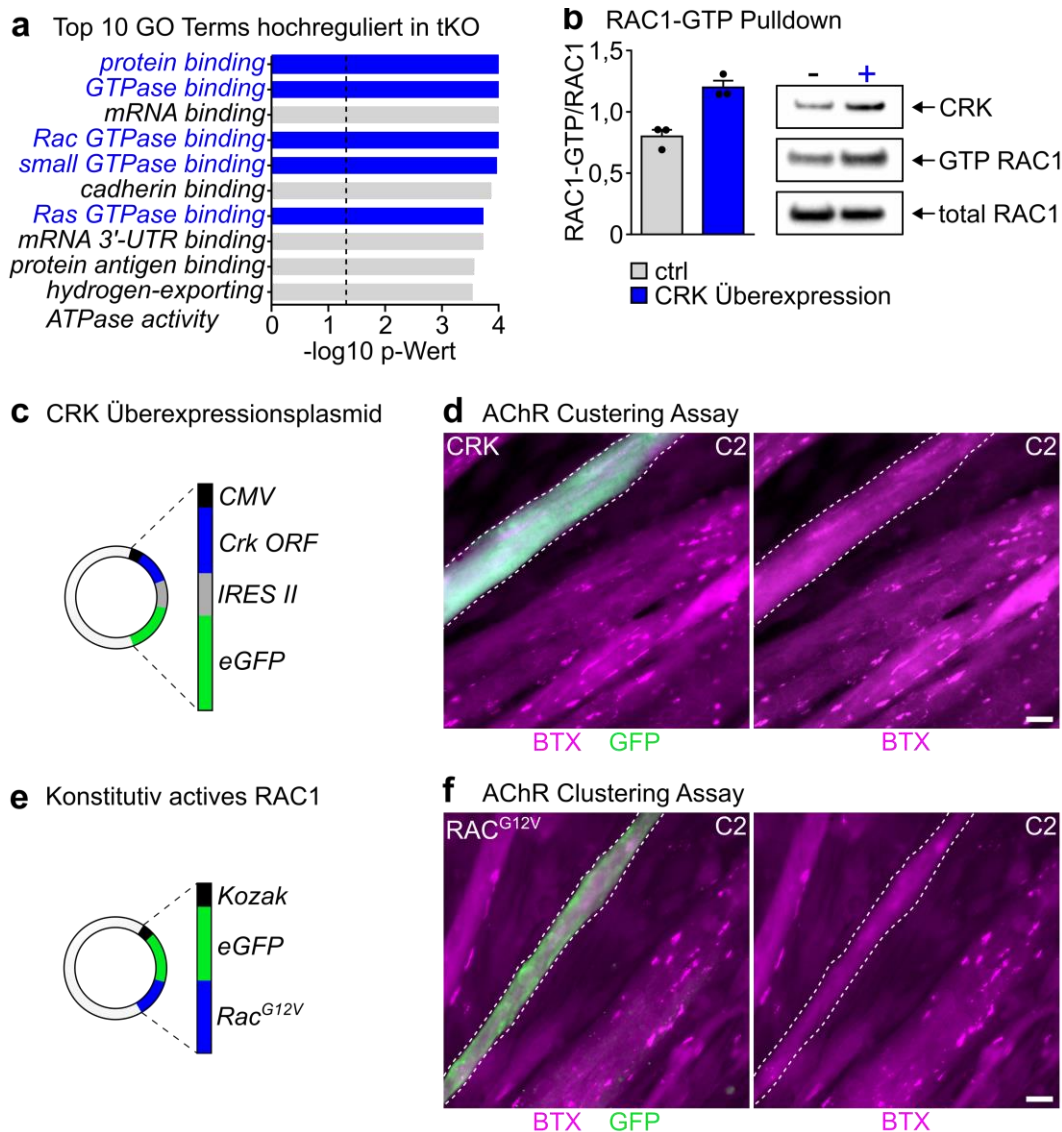 a Top 10 GO Terms hochreguliert in tKO
protein binding
GTPase binding
mRNA binding
Rac GTPase binding
small GTPase binding
cadherin binding
Ras GTPase binding
mRNA 3'-UTR binding
protein antigen binding
hydrogen-exporting
ATPase activity
0 1 2 3 4
-log10 p-Wert
b RAC1-GTP Pulldown
RAC1-GTP/RAC1
1,5
1.0
0,5
0
- +
CRK
GTP RAC1
total RAC1
ctrl
CRK Überexpression
c CRK Überexpressionsplasmid
CMV
Crk ORF
IRES II
eGFP
d AChR Custering Assay
CRK C2 C2
BTX GFP BTX
e Konstitutiv actives RAC1
Kozak
eGFP
Rac^G12V
f AChR Clustering Assay
RAC^G12V C2 C2
BTX GFP BTX